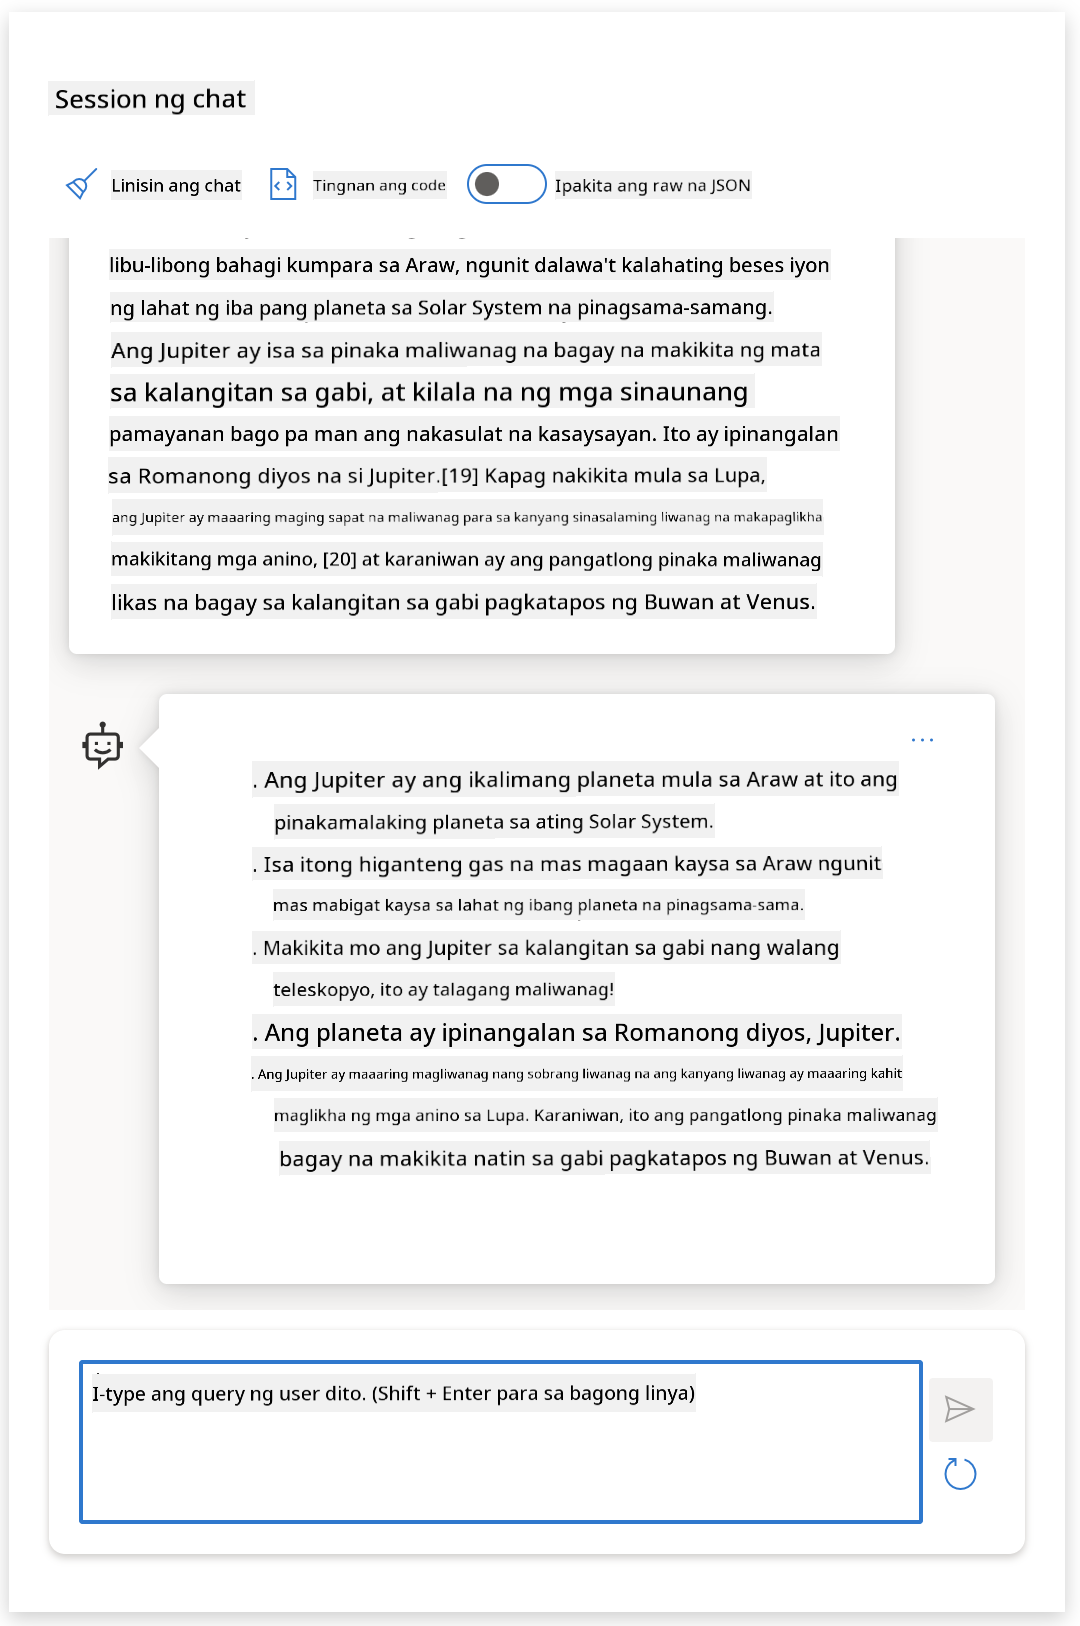 Session ng chat
Linisin ang chat
Tingnan ang code
Ipakita ang raw na JSON
libu-libong bahagi kumpara sa Araw, ngunit dalawa't kalahating beses iyon
ng lahat ng iba pang planeta sa Solar System na pinagsama-samang.
Ang Jupiter ay isa sa pinaka maliwanag na bagay na makikita ng mata
sa kalangitan sa gabi, at kilala na ng mga sinaunang
pamayanan bago pa man ang nakasulat na kasaysayan. Ito ay ipinangalan
sa Romanong diyos na si Jupiter.[19] Kapag nakikita mula sa Lupa,
ang Jupiter ay maaaring maging sapat na maliwanag para sa kanyang sinasalaming liwanag na makapaglikha
makikitang mga anino, [20] at karaniwan ay ang pangatlong pinaka maliwanag
likas na bagay sa kalangitan sa gabi pagkatapos ng Buwan at Venus.
. Ang Jupiter ay ang ikalimang planeta mula sa Araw at ito ang
pinakamalaking planeta sa ating Solar System.
. Isa itong higanteng gas na mas magaan kaysa sa Araw ngunit
mas mabigat kaysa sa lahat ng ibang planeta na pinagsama-sama.
. Makikita mo ang Jupiter sa kalangitan sa gabi nang walang
teleskopyo, ito ay talagang maliwanag!
. Ang planeta ay ipinangalan sa Romanong diyos, Jupiter.
. Ang Jupiter ay maaaring magliwanag nang sobrang liwanag na ang kanyang liwanag ay maaaring kahit
maglikha ng mga anino sa Lupa. Karaniwan, ito ang pangatlong pinaka maliwanag
bagay na makikita natin sa gabi pagkatapos ng Buwan at Venus.
I-type ang query ng user dito. (Shift + Enter para sa bagong linya)